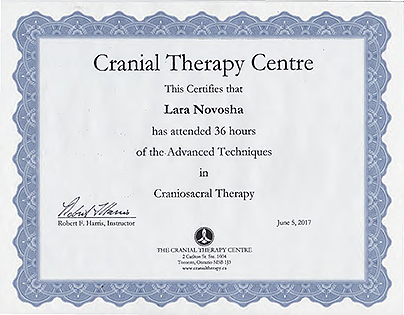 Cranial Therapy Centre
This Certifies that
Lara Novosha
has attended 36 hours
of the Advanced Techniques
in
Craniosacral Therapy
Robert F. Harris
Robert F. Harris, Instructor
June 5, 2017
THE CRANIAL THERAPY CENTRE
2 Carlton St. Ste. 1004
Toronto, Ontario M5B 1J3
www.cranialtherapy.ca